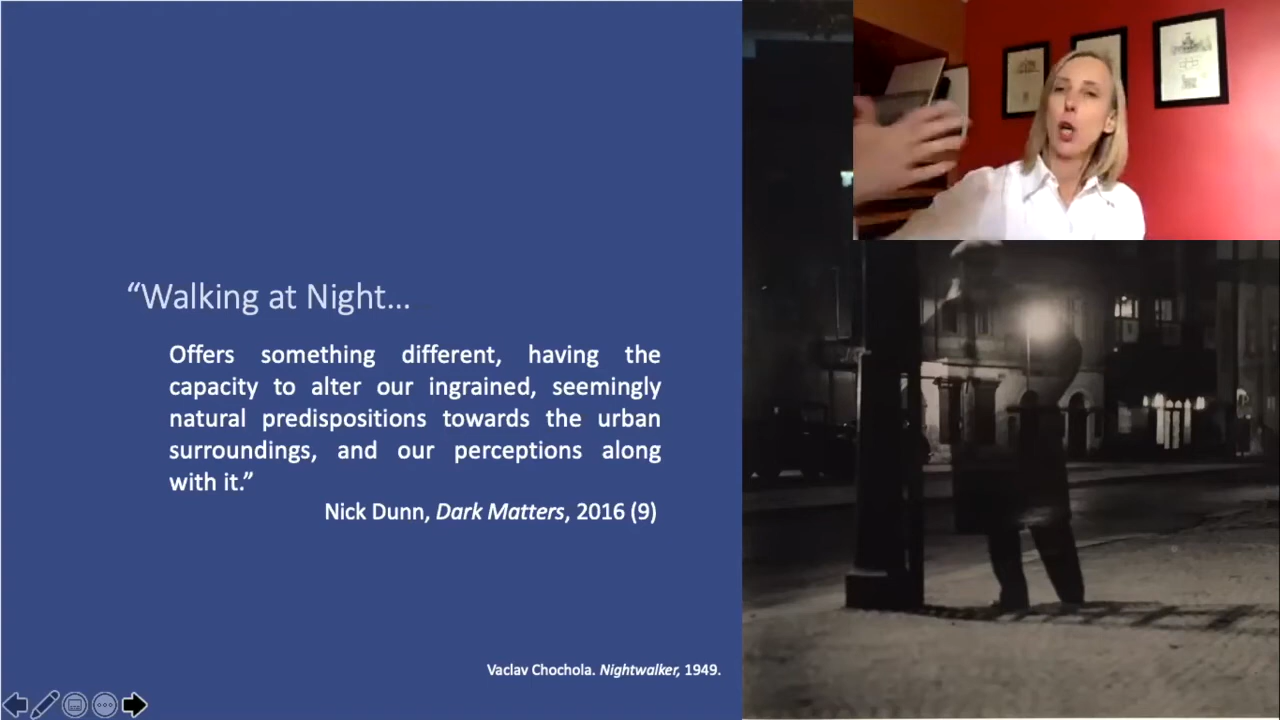 “Walking at Night…
Offers something different, having the
capacity to alter our ingrained, seemingly
natural predispositions towards the urban
surroundings, and our perceptions along
with it.”
Nick Dunn, Dark Matters, 2016 (9)
Vaclav Chochola. Nightwalker, 1949.